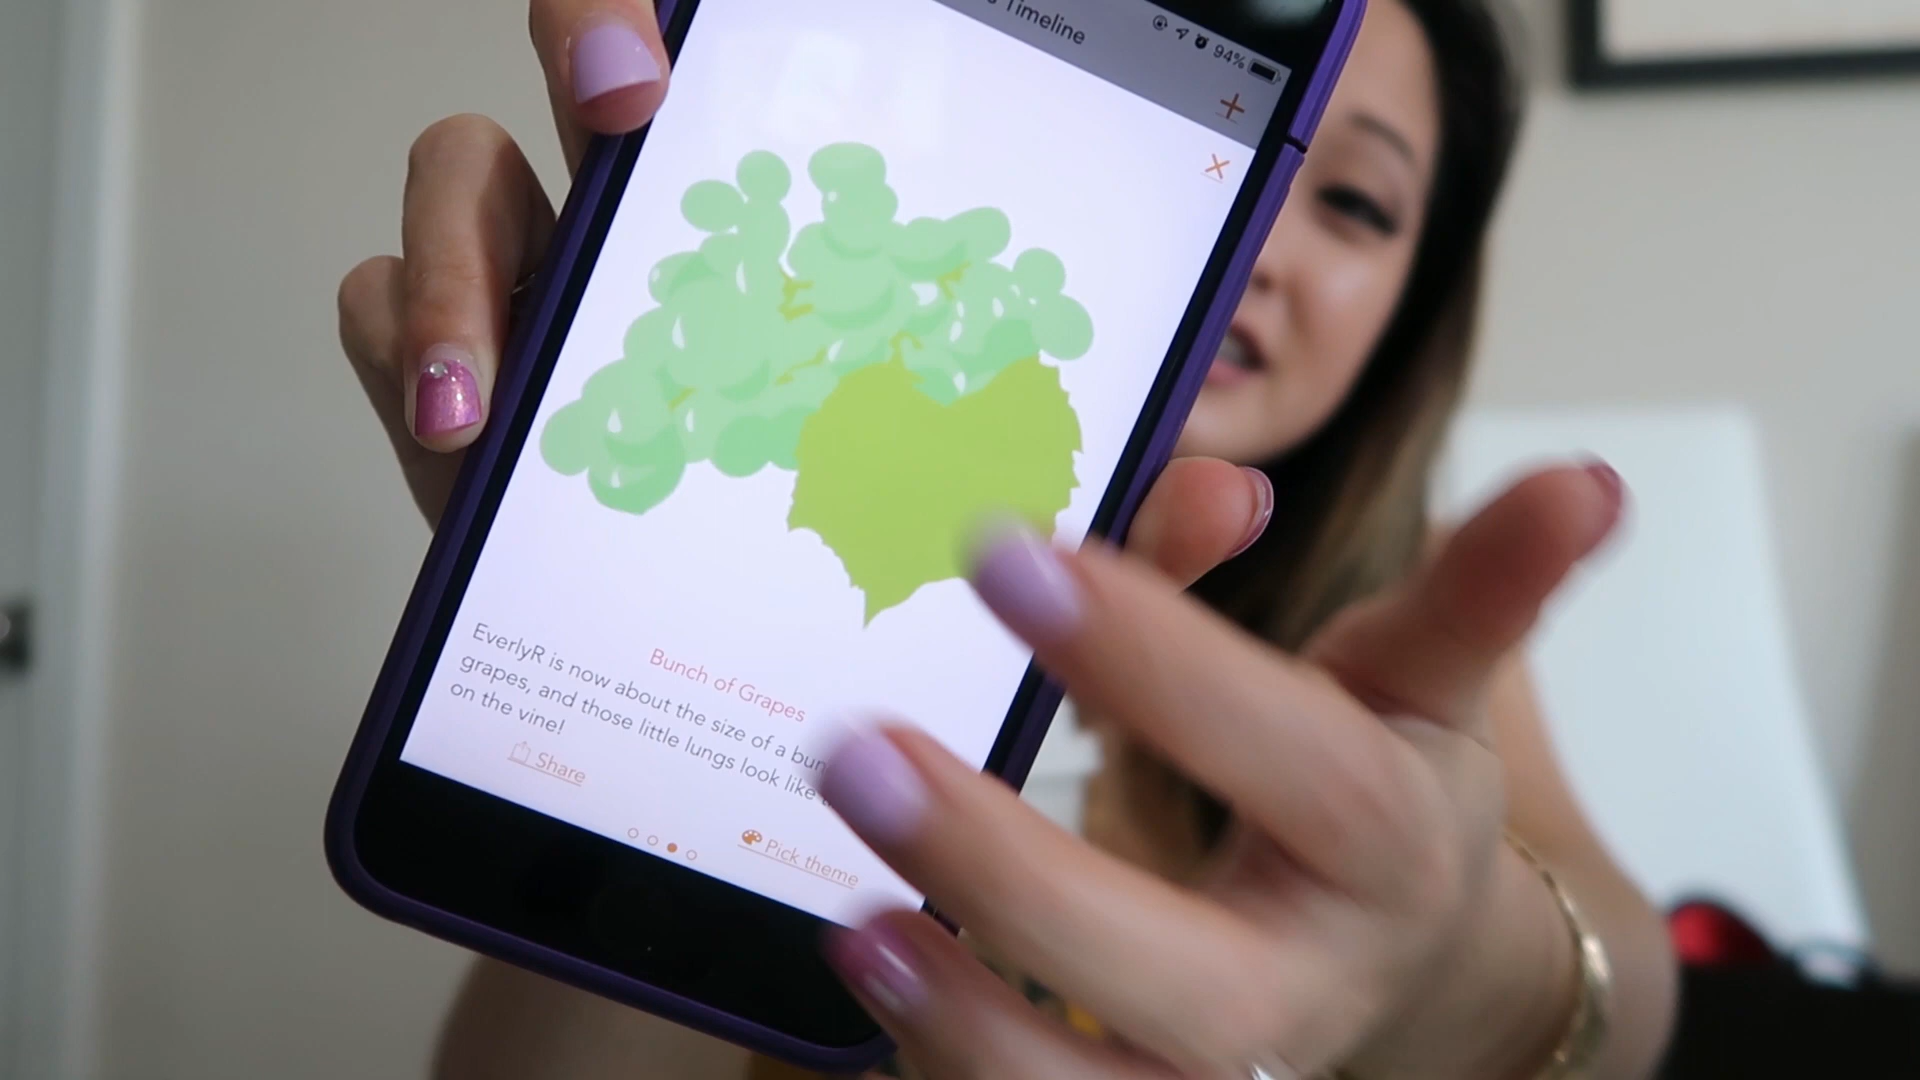 Timeline
94%
Bunch of Grapes
EverlyR is now about the size of a
grapes, and those little lungs look like
on the vine!
Share
Pick theme